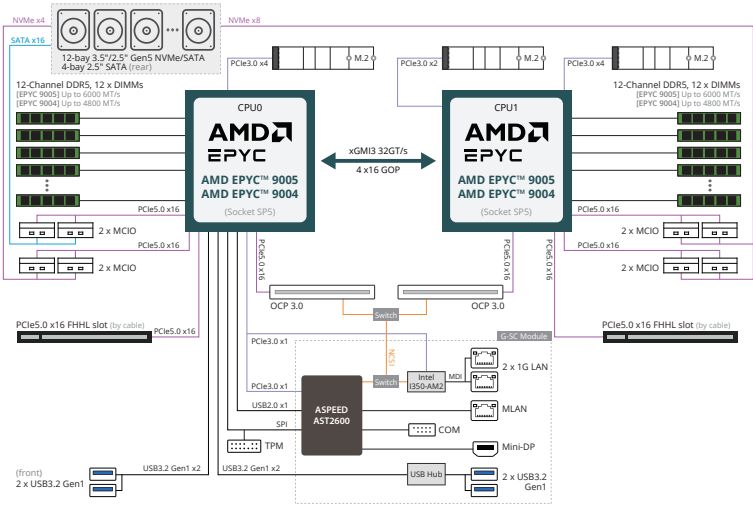 NVMe x4
NVMe x8
SATA x16
12-bay 3.5"/2.5" Gen5 NVMe/SATA
4-bay 2.5" SATA (rear)
PCIe3.0 x4
M.2
PCIe3.0 x2
M.2
PCIe3.0 x4
M.2
12-Channel DDR5, 12 x DIMMs
[EPYC 9005] Up to 6000 MT/s
[EPYC 9004] Up to 4800 MT/s
12-Channel DDR5, 12 x DIMMs
[EPYC 9005] Up to 6000 MT/s
[EPYC 9004] Up to 4800 MT/s
CPU0
AMD
EPYC
AMD EPYC™ 9005
AMD EPYC™ 9004
(Socket SP5)
xGMI3 32GT/s
4 x16 GOP
CPU1
AMD
EPYC
AMD EPYC™ 9005
AMD EPYC™ 9004
(Socket SP5)
PCIe5.0 x16
2 x MCIO
PCIe5.0 x16
2 x MCIO
PCIe5.0 x16
2 x MCIO
PCIe5.0 x16
2 x MCIO
PCIe5.0 x16
PCIe5.0 x16
PCIe5.0 x16
OCP 3.0
OCP 3.0
Switch
PCIe5.0 x16 FHHL slot (by cable)
PCIe5.0 x16
PCIe5.0 x16 FHHL slot (by cable)
G-SC Module
PCIe3.0 x1
NCSI
2 x 1G LAN
PCIe3.0 x1
Switch
Intel
I350-AM2
MDI
ASPEED
AST2600
USB2.0 x1
MLAN
SPI
COM
TPM
Mini-DP
(front)
2 x USB3.2 Gen1
USB3.2 Gen1 x2
USB3.2 Gen1 x2
USB Hub
2 x USB3.2
Gen1